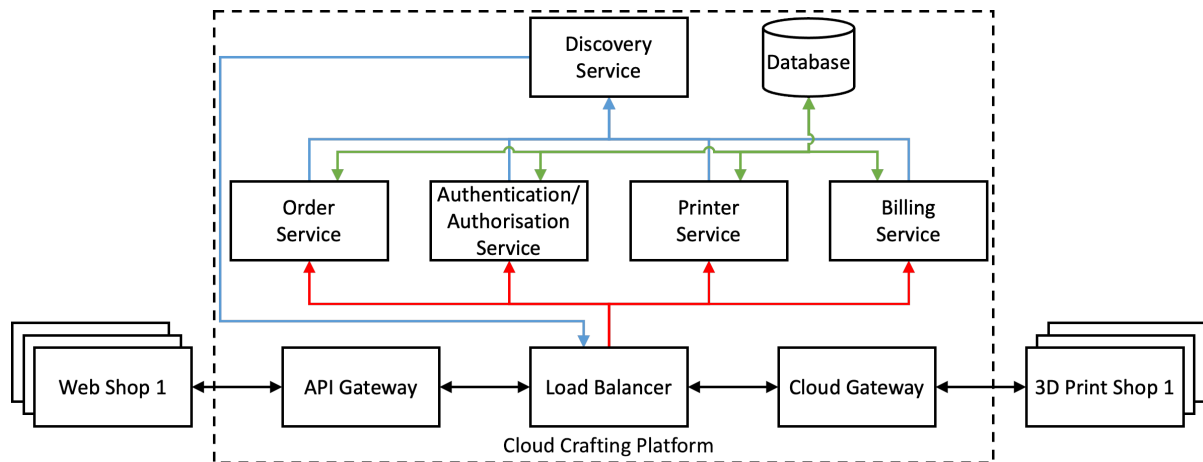 Discovery
Service
Database
Order
Service
Authentication/
Authorisation
Service
Printer
Service
Billing
Service
Web Shop 1
API Gateway
Load Balancer
Cloud Gateway
3D Print Shop 1
Cloud Crafting Platform